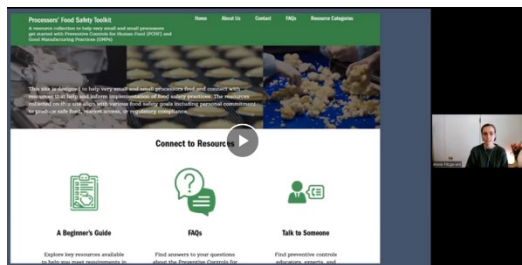 Processors' Food Safety Toolkit
Home About Us Contact FAQs Resource Categories
A resource collection to help very small and small processors
get started with Preventive Controls for Human Food (PCHF) and
Good Manufacturing Practices (GMPs)
This site is designed to help very small and small processors find and connect with
resources that help and inform implementation of food safety practices. The resources
collected on this site align with various food safety goals including personal commitment
to produce safe food, market access, or regulatory compliance.
Connect to Resources
A Beginner's Guide
FAQs
Talk to Someone
Explore key resources available
to help you meet requirements in
Find answers to your questions
about the Preventive Controls for
Find preventive controls
educators, experts, and